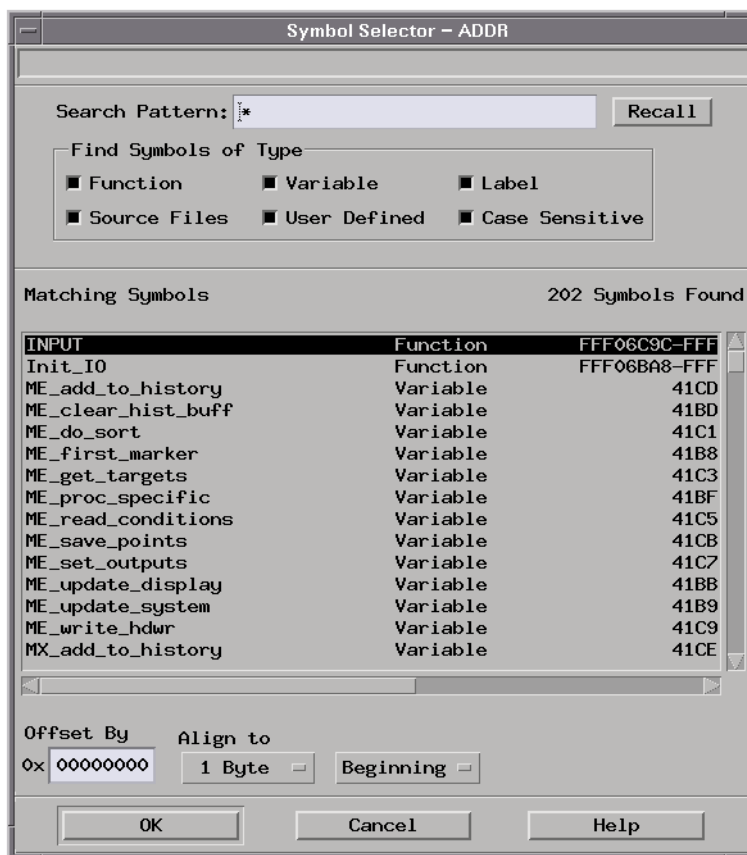 Symbol Selector – ADDR
Search Pattern: * Recall
Find Symbols of Type
Function Variable Label
Source Files User Defined Case Sensitive
Matching Symbols 202 Symbols Found
INPUT Function FFF06C9C-FFF
Init_IO Function FFF06BA8-FFF
ME_add_to_history Variable 41CD
ME_clear_hist_buff Variable 41BD
ME_do_sort Variable 41C1
ME_first_marker Variable 41B8
ME_get_targets Variable 41C3
ME_proc_specific Variable 41BF
ME_read_conditions Variable 41C5
ME_save_points Variable 41CB
ME_set_outputs Variable 41C7
ME_update_display Variable 41BB
ME_update_system Variable 41B9
ME_write_hdwr Variable 41C9
MX_add_to_history Variable 41CE
Offset By Align to
0x 00000000 1 Byte Beginning
OK Cancel Help